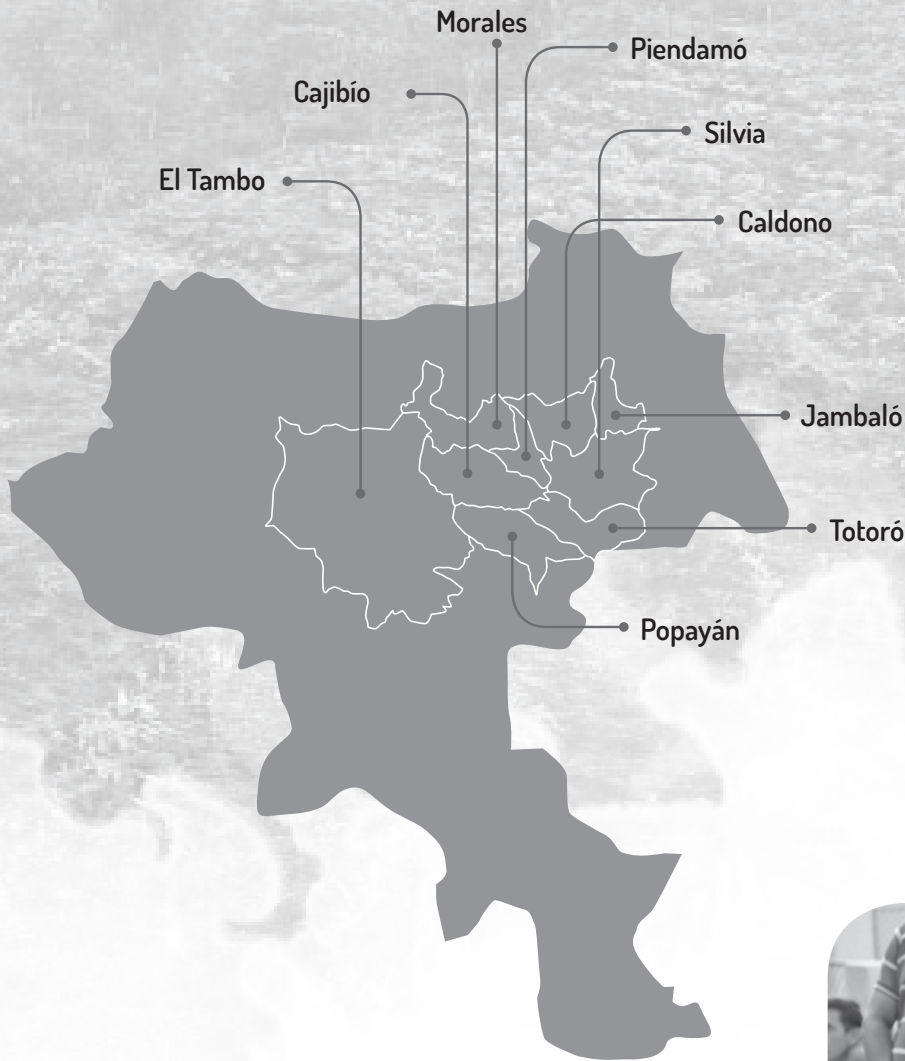 Morales
Piendamó
Cajibío
Silvia
El Tambo
Caldono
Jambaló
Totoró
Popayán